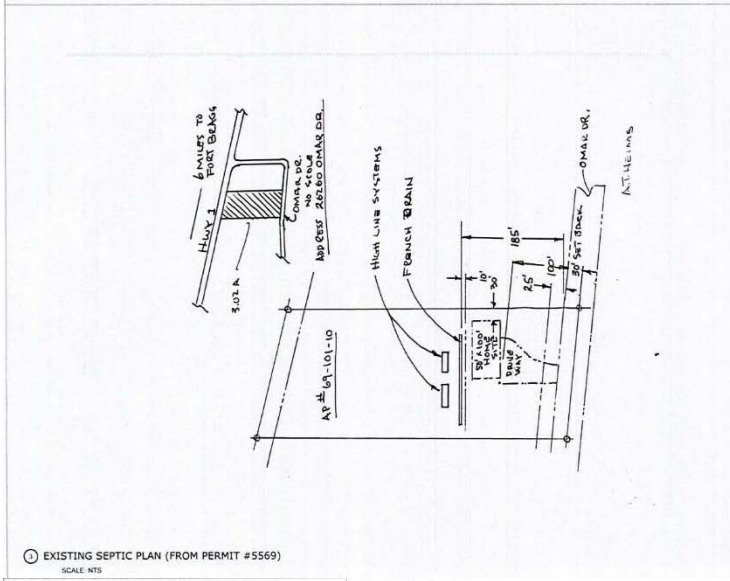 6 MILES TO
FORT BRAGG
HWY 1
3.02 A
OMAR DR.
NO SCALE
ADDRESS 26260 OMAR DR.
AP # 69-101-10
HIGH LINE SYSTEMS
FRENCH DRAIN
10'
185'
30'
50' x 100'
HOME
SITE
DRIVE
WAY
25'
100'
30' SET BACK
OMAR DR.
A.T. HELMS
3 EXISTING SEPTIC PLAN (FROM PERMIT #5569)
SCALE: NTS